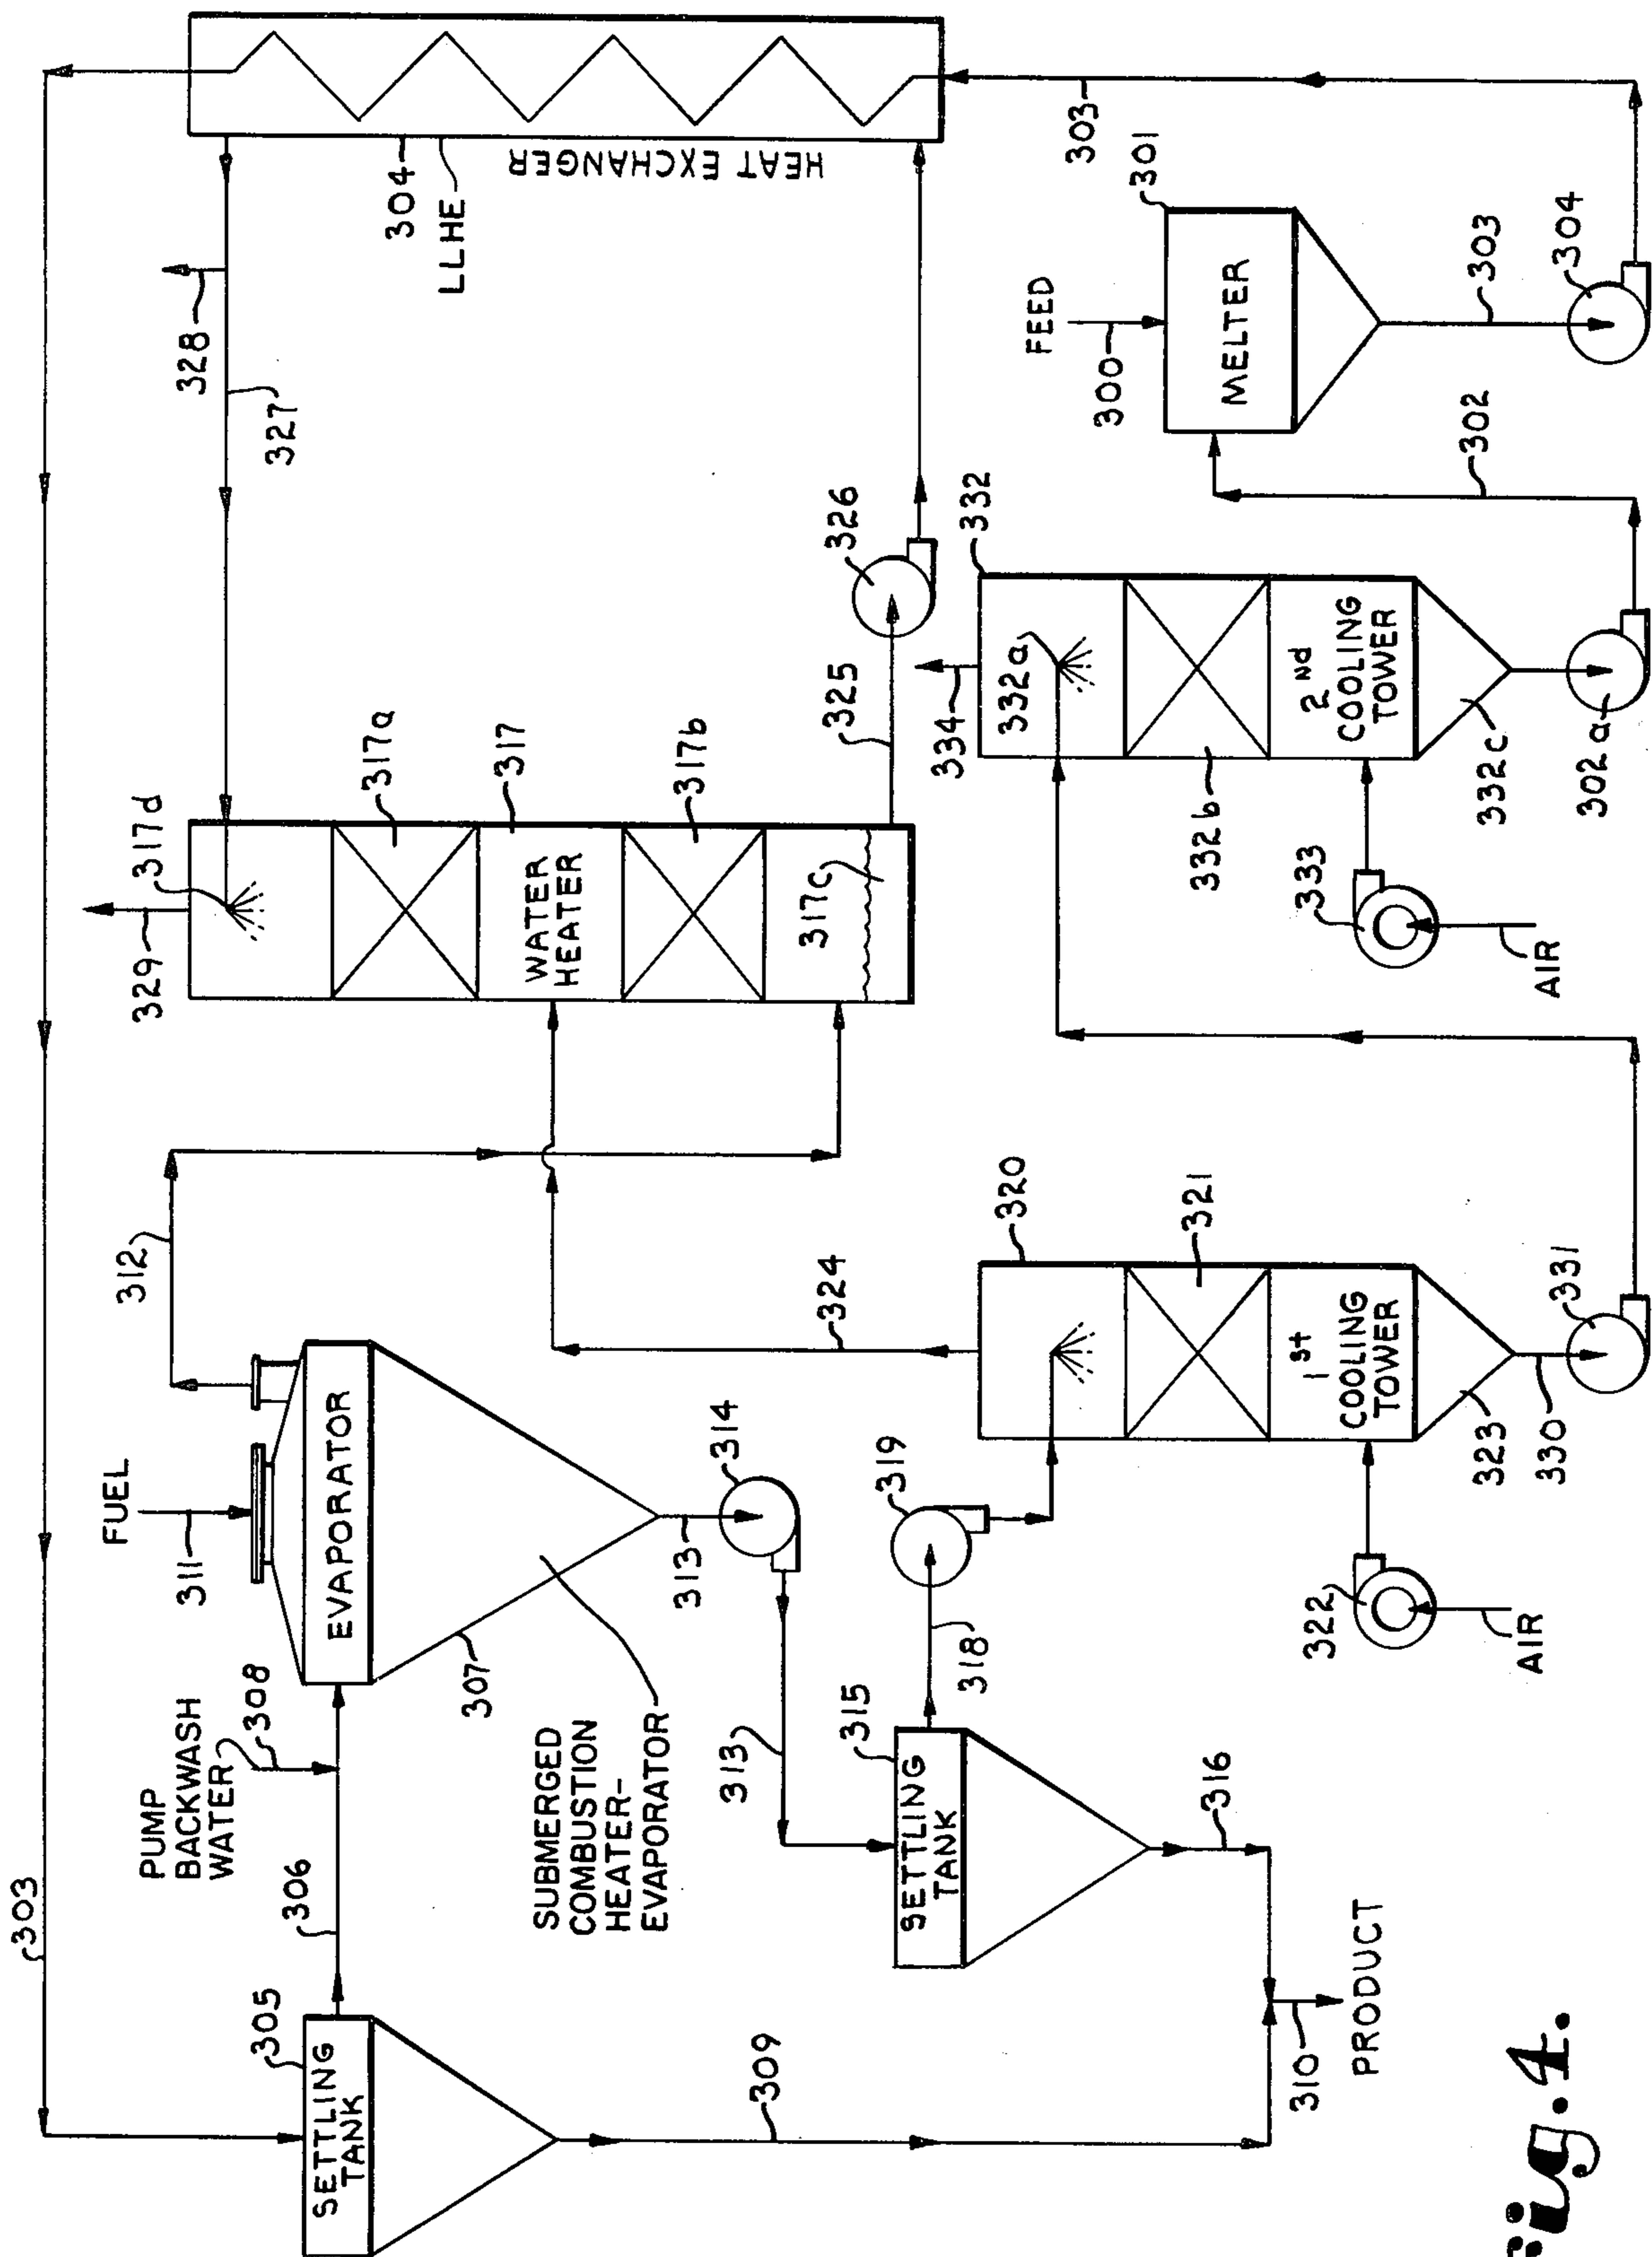 303
PUMP
BACKWASH
WATER
308
FUEL
311
312
329
317d
328
327
305
SETTLING
TANK
306
EVAPORATOR
307
SUBMERGED
COMBUSTION
HEATER-
EVAPORATOR
317a
WATER
HEATER
317
317b
317c
304
LLHE
HEAT EXCHANGER
313
314
313
315
SETTLING
TANK
318
319
324
325
326
309
316
310
PRODUCT
320
321
1st
COOLING
TOWER
322
AIR
323
330
331
334
332
332a
332b
2nd
COOLING
TOWER
333
AIR
332c
302a
302
FEED
300
301
MELTER
303
303
304
Fig.4.